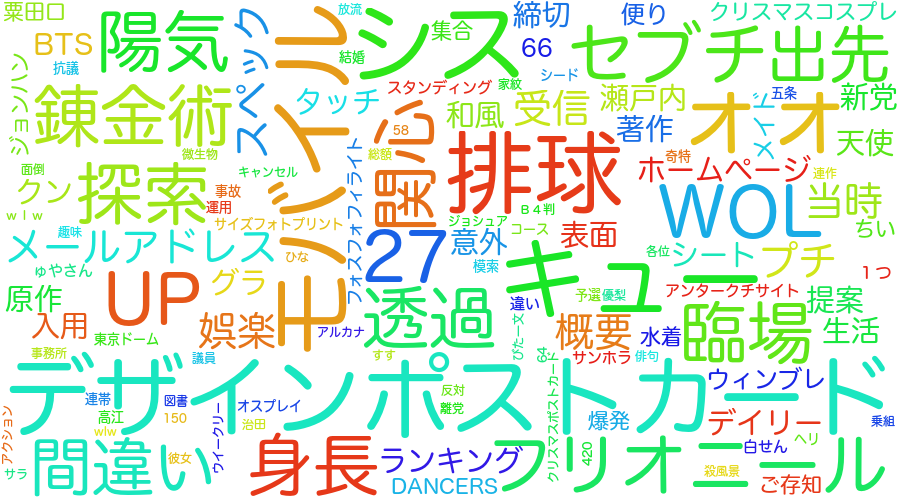 粟田口
陽気
スペック
モバイル
シス
放流
集合
締切
便り
クリスマスコスプレ
BTS
抗議
結婚
66
セブチ
出先
ジョンハン
錬金術
タッチ
スタンディング
家紋
シード
受信
瀬戸内
五条
新党
オオ
メイド
和風
58
関心
総額
著作
天使
微生物
フォスフォフィライト
排球
奇特
ホームページ
連作
面倒
キャンセル
クン
探索
事故
運用
WOL
当時
wlw
サイズフォトプリント
ジョシュア
B4判
コース
ちい
趣味
メールアドレス
ひな
27
意外
表面
各位
シート
プチ
模索
キュー
1つ
ゅやさん
グラ
UP
原作
透過
違い
予選
優梨
アンタークチサイト
提案
入用
娯楽
アルカナ
ぴたー文
概要
水着
臨場
生活
東京ドーム
事務所
議員
すす
64
サンホラ
俳句
デザインポストカード
クリスマスポストカード
ウィンブレ
連帯
図書
オスプレイ
反対
離党
高江
150
wlw
治田
ウイークリー
爆発
デイリー
乗組
アクション
間違い
彼女
身長
ランキング
フリォニール
420
白せん
ヘリ
サラ
DANCERS
殺風景
ご存知